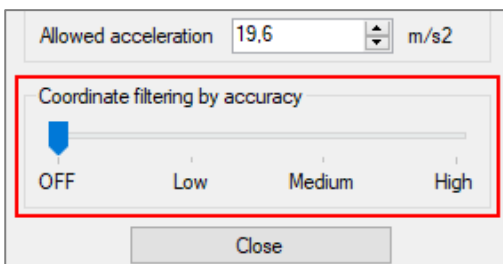 Allowed acceleration 19,6 m/s2
Coordinate filtering by accuracy
OFF Low Medium High
Close